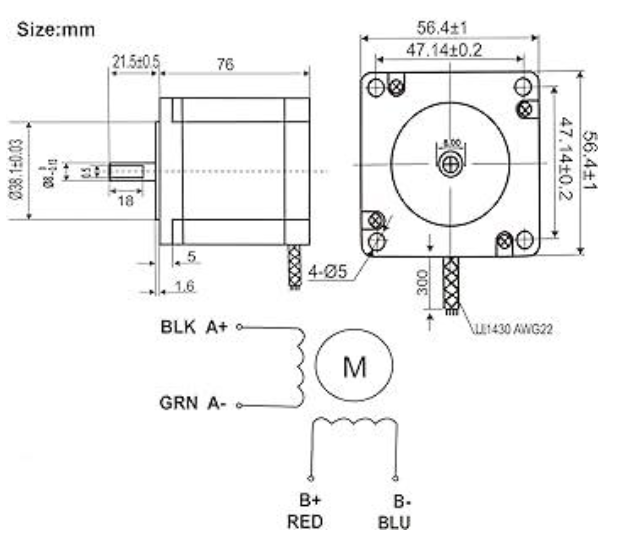 Size:mm
56.4±1
47.14±0.2
21.5±0.5
76
Ø38.1±0.03
0.5
18
8.00
47.14±0.2
56.4±1
5
1.6
4-Ø5
300
UL1430 AWG22
BLK A+
M
GRN A-
B+
B-
RED
BLU